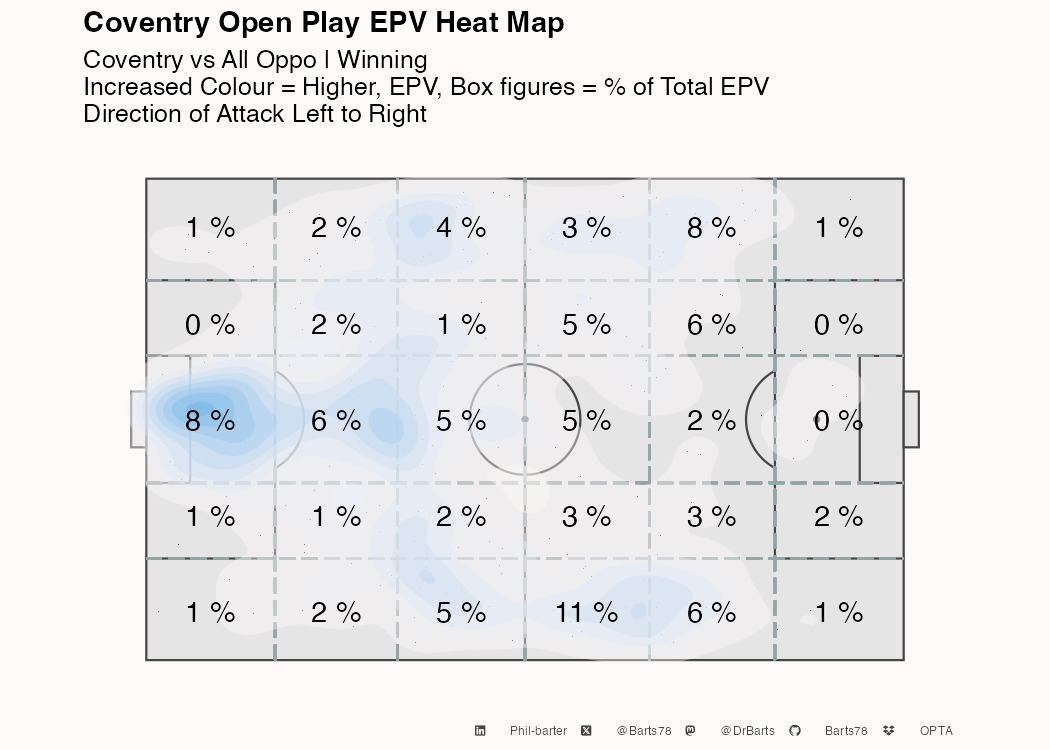 Coventry Open Play EPV Heat Map
Coventry vs All Oppo | Winning
Increased Colour = Higher, EPV, Box figures = % of Total EPV
Direction of Attack Left to Right
1 % 2 % 4 % 3 % 8 % 1 %
0 % 2 % 1 % 5 % 6 % 0 %
8 % 6 % 5 % 5 % 2 % 0 %
1 % 1 % 2 % 3 % 3 % 2 %
1 % 2 % 5 % 11 % 6 % 1 %
Phil-barter @Barts78 @DrBarts Barts78 OPTA